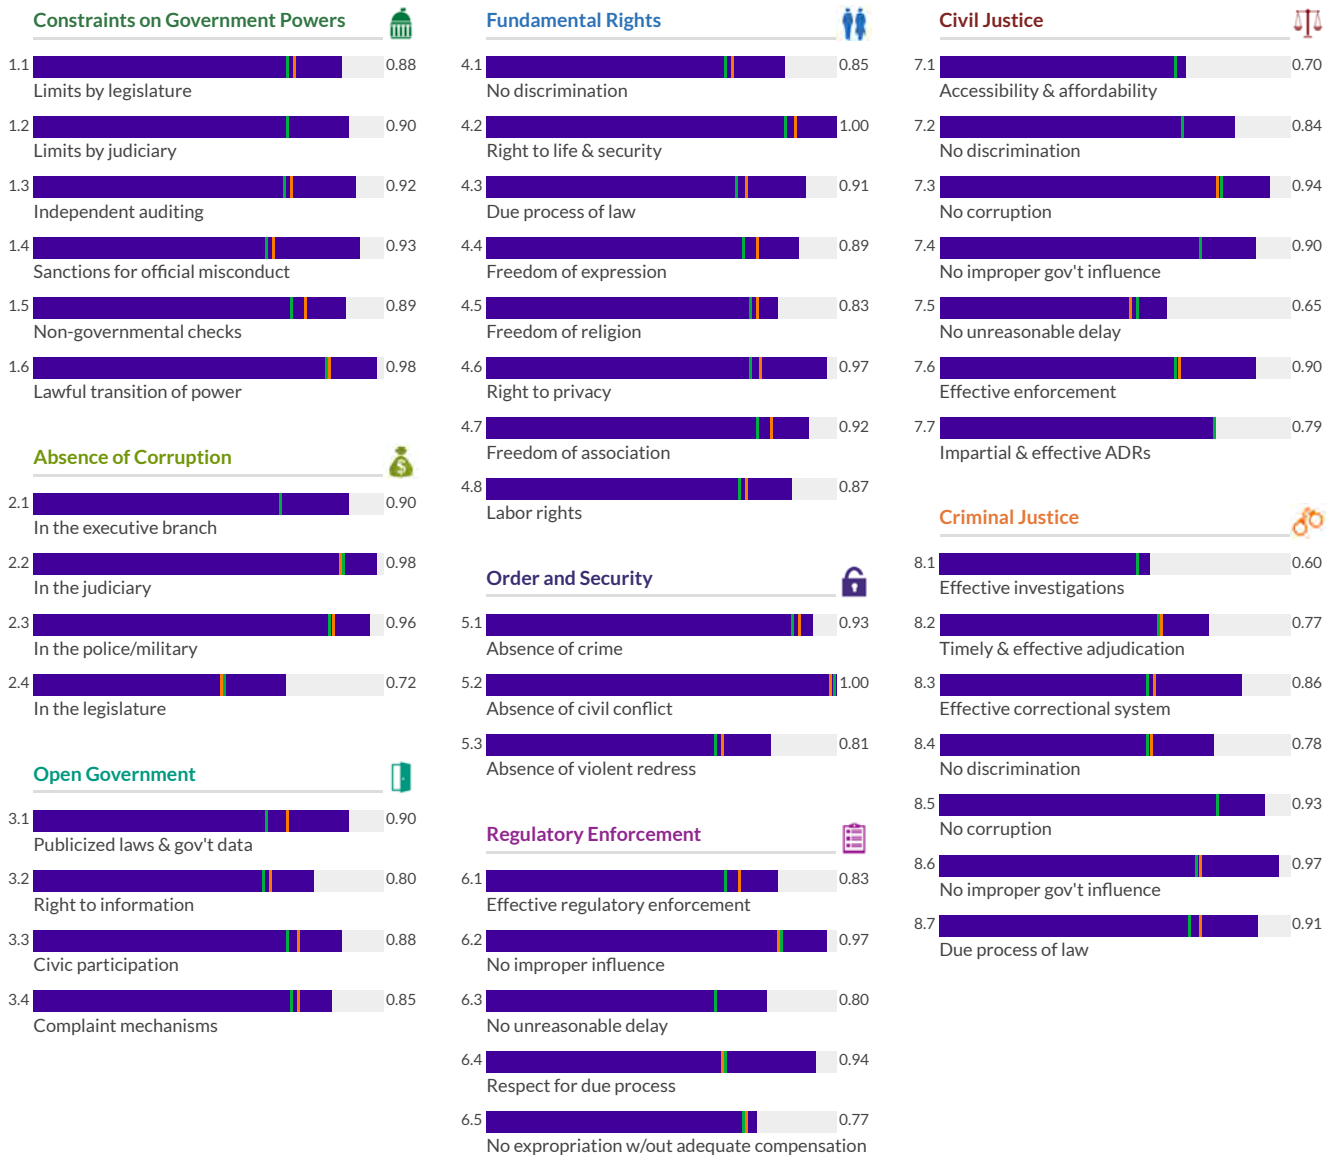 Constraints on Government Powers
1.1 0.88
Limits by legislature
1.2 0.90
Limits by judiciary
1.3 0.92
Independent auditing
1.4 0.93
Sanctions for official misconduct
1.5 0.89
Non-governmental checks
1.6 0.98
Lawful transition of power
Absence of Corruption
$
2.1 0.90
In the executive branch
2.2 0.98
In the judiciary
2.3 0.96
In the police/military
2.4 0.72
In the legislature
Open Government
3.1 0.90
Publicized laws & gov't data
3.2 0.80
Right to information
3.3 0.88
Civic participation
3.4 0.85
Complaint mechanisms
Fundamental Rights
4.1 0.85
No discrimination
4.2 1.00
Right to life & security
4.3 0.91
Due process of law
4.4 0.89
Freedom of expression
4.5 0.83
Freedom of religion
4.6 0.97
Right to privacy
4.7 0.92
Freedom of association
4.8 0.87
Labor rights
Order and Security
5.1 0.93
Absence of crime
5.2 1.00
Absence of civil conflict
5.3 0.81
Absence of violent redress
Regulatory Enforcement
6.1 0.83
Effective regulatory enforcement
6.2 0.97
No improper influence
6.3 0.80
No unreasonable delay
6.4 0.94
Respect for due process
6.5 0.77
No expropriation w/out adequate compensation
Civil Justice
7.1 0.70
Accessibility & affordability
7.2 0.84
No discrimination
7.3 0.94
No corruption
7.4 0.90
No improper gov't influence
7.5 0.65
No unreasonable delay
7.6 0.90
Effective enforcement
7.7 0.79
Impartial & effective ADRs
Criminal Justice
8.1 0.60
Effective investigations
8.2 0.77
Timely & effective adjudication
8.3 0.86
Effective correctional system
8.4 0.78
No discrimination
8.5 0.93
No corruption
8.6 0.97
No improper gov't influence
8.7 0.91
Due process of law